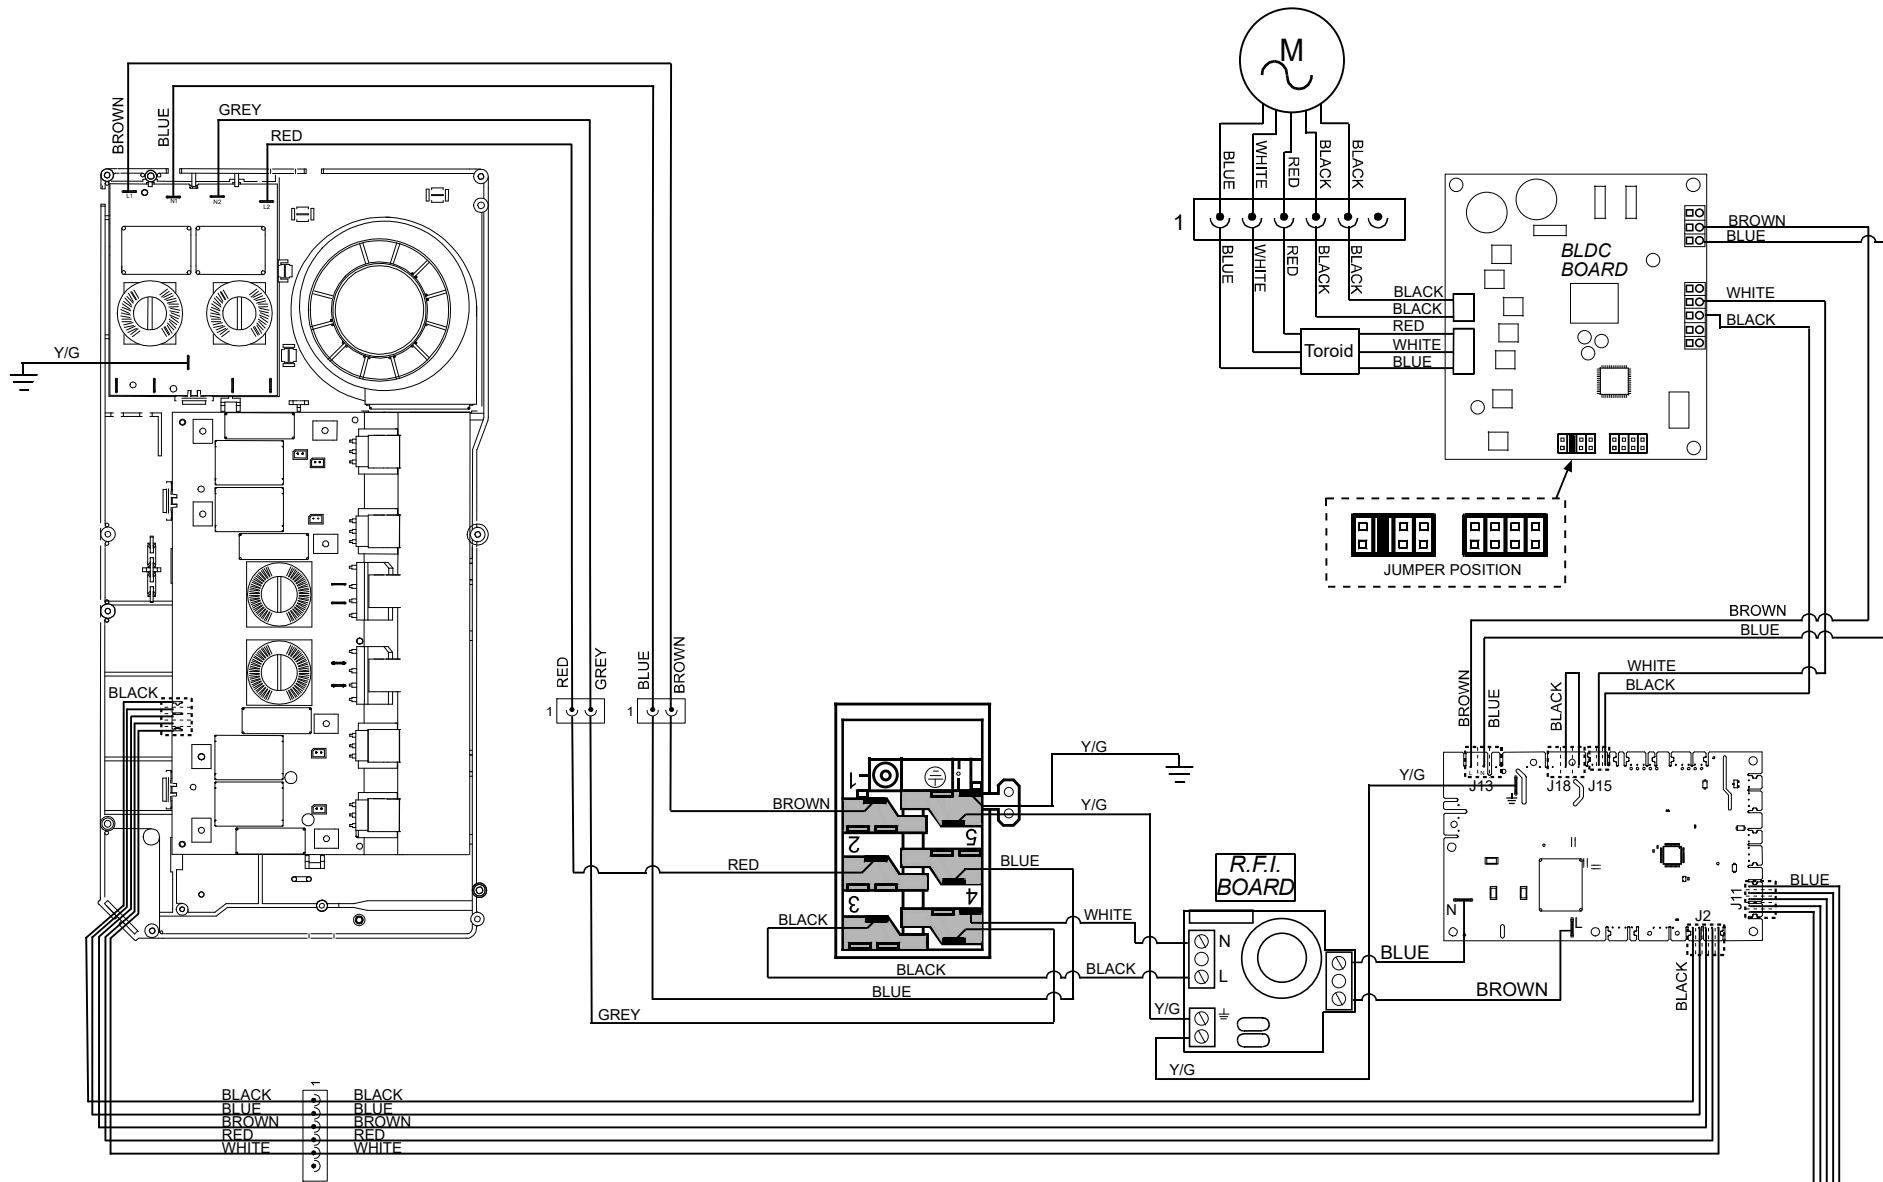 M
BROWN
BLUE
GREY
RED
L1
N1
N2
L2
Y/G
BLUE
WHITE
RED
BLACK
BLACK
1
BLUE
WHITE
RED
BLACK
BLACK
BLACK
BLACK
RED
WHITE
BLUE
Toroid
BLDC
BOARD
BROWN
BLUE
WHITE
BLACK
JUMPER POSITION
BROWN
BLUE
WHITE
BLACK
BROWN
BLUE
BLACK
RED
GREY
BLUE
BROWN
1
1
BLACK
1
2
3
5
4
BROWN
RED
BLACK
Y/G
Y/G
BLUE
WHITE
BLACK
BLACK
BLUE
GREY
R.F.I.
BOARD
N
L
Y/G
Y/G
Y/G
BLUE
BROWN
L N
J13
J18
J15
N
L
J11
J2
BLUE
BLACK
1
BLACK BLACK
BLUE BLUE
BROWN BROWN
RED RED
WHITE WHITE